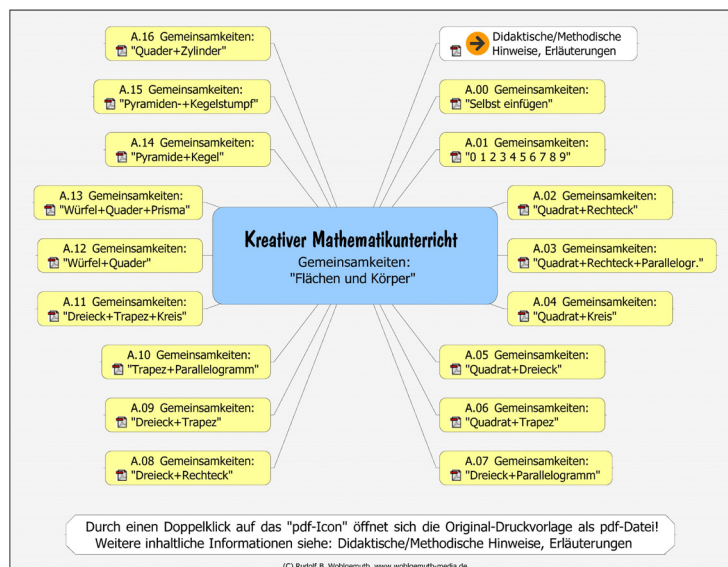 A.16 Gemeinsamkeiten:
"Quader+Zylinder"
Didaktische/Methodische
Hinweise, Erläuterungen
A.15 Gemeinsamkeiten:
"Pyramiden-+Kegelstumpf"
A.00 Gemeinsamkeiten:
"Selbst einfügen"
A.14 Gemeinsamkeiten:
"Pyramide+Kegel"
A.01 Gemeinsamkeiten:
"0 1 2 3 4 5 6 7 8 9"
A.13 Gemeinsamkeiten:
"Würfel+Quader+Prisma"
A.02 Gemeinsamkeiten:
"Quadrat+Rechteck"
Kreativer Mathematikunterricht
Gemeinsamkeiten:
"Flächen und Körper"
A.12 Gemeinsamkeiten:
"Würfel+Quader"
A.03 Gemeinsamkeiten:
"Quadrat+Rechteck+Parallelogr."
A.11 Gemeinsamkeiten:
"Dreieck+Trapez+Kreis"
A.04 Gemeinsamkeiten:
"Quadrat+Kreis"
A.10 Gemeinsamkeiten:
"Trapez+Parallelogramm"
A.05 Gemeinsamkeiten:
"Quadrat+Dreieck"
A.09 Gemeinsamkeiten:
"Dreieck+Trapez"
A.06 Gemeinsamkeiten:
"Quadrat+Trapez"
A.08 Gemeinsamkeiten:
"Dreieck+Rechteck"
A.07 Gemeinsamkeiten:
"Dreieck+Parallelogramm"
Durch einen Doppelklick auf das "pdf-Icon" öffnet sich die Original-Druckvorlage als pdf-Datei!
Weitere inhaltliche Informationen siehe: Didaktische/Methodische Hinweise, Erläuterungen
(C) Rudolf B. Wohlgemuth, www.wohlgemuth-media.de